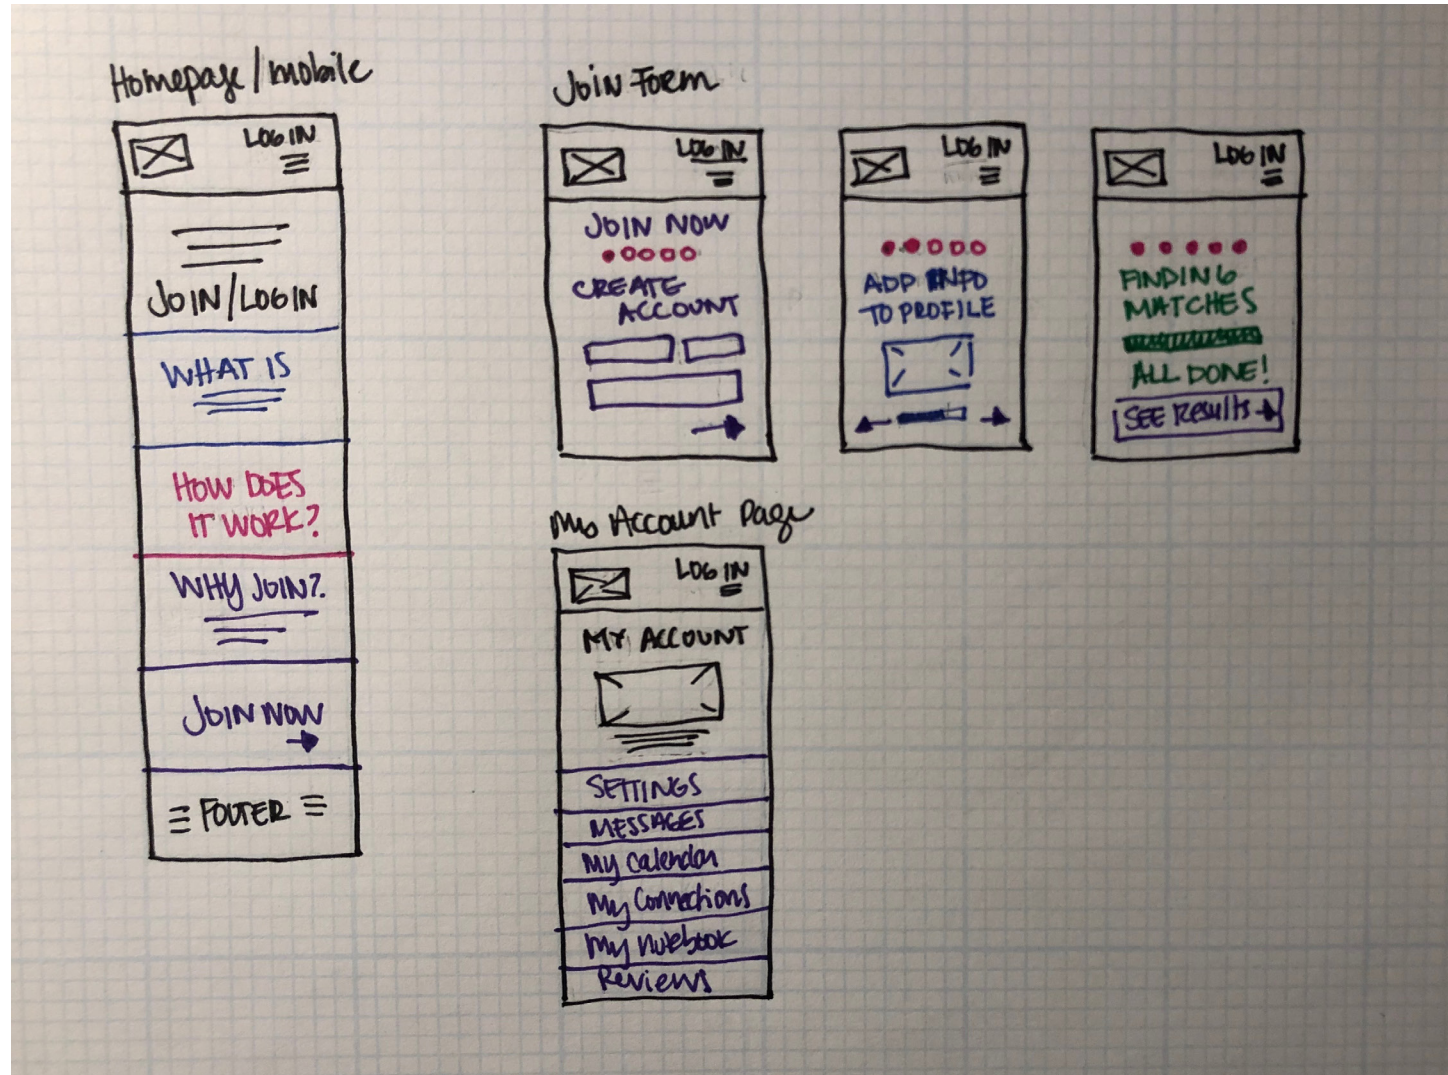 Homepage/mobile
LOG IN
JOIN/LOGIN
WHAT IS
HOW DOES
IT WORK?
WHY JOIN?
JOIN NOW
FOOTER
Join Form
LOG IN
JOIN NOW
CREATE
ACCOUNT
LOG IN
ADD INFO
TO PROFILE
LOG IN
FINDING
MATCHES
ALL DONE!
SEE Results
My Account Page
LOG IN
MY ACCOUNT
SETTINGS
MESSAGES
My Calendar
My Connections
My Notebook
Reviews